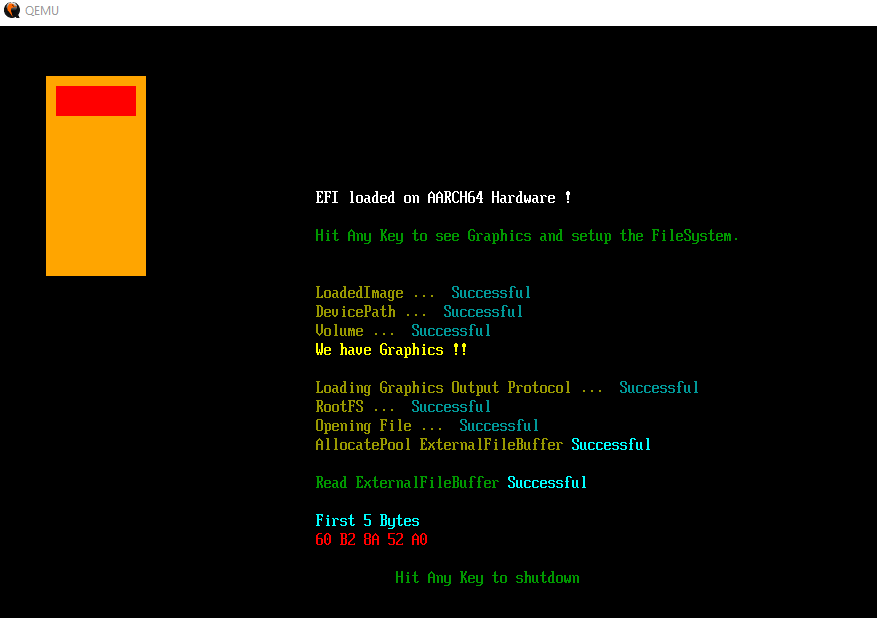 QEMU
EFI loaded on AARCH64 Hardware !
Hit Any Key to see Graphics and setup the FileSystem.
LoadedImage ... Successful
DevicePath ... Successful
Volume ... Successful
We have Graphics !!
Loading Graphics Output Protocol ... Successful
RootFS ... Successful
Opening File ... Successful
AllocatePool ExternalFileBuffer Successful
Read ExternalFileBuffer Successful
First 5 Bytes
60 B2 8A 52 A0
Hit Any Key to shutdown